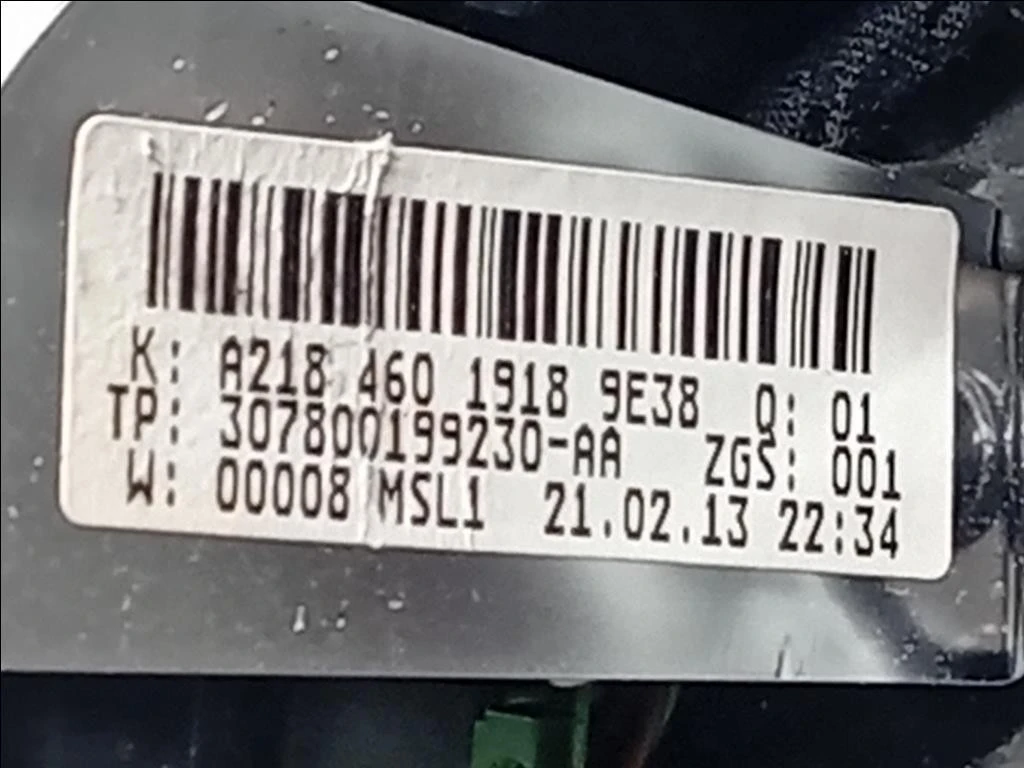 K: A218 460 1918 9E38 Q: 01
TP: 307800199230-AA ZGS: 001
W: 00008 MSL1 21.02.13 22:34